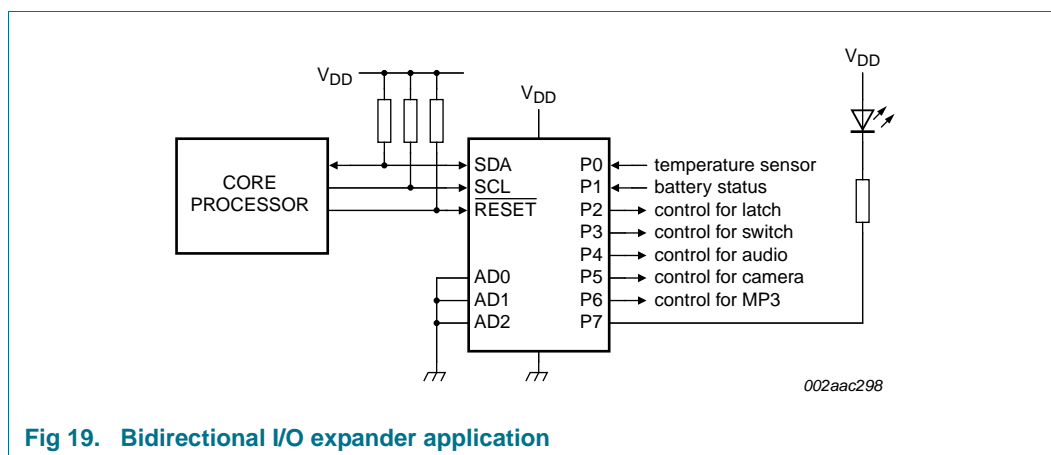 VDD
VDD
VDD
CORE
PROCESSOR
SDA
SCL
RESET
AD0
AD1
AD2
P0
P1
P2
P3
P4
P5
P6
P7
temperature sensor
battery status
control for latch
control for switch
control for audio
control for camera
control for MP3
002aac298
Fig 19. Bidirectional I/O expander application